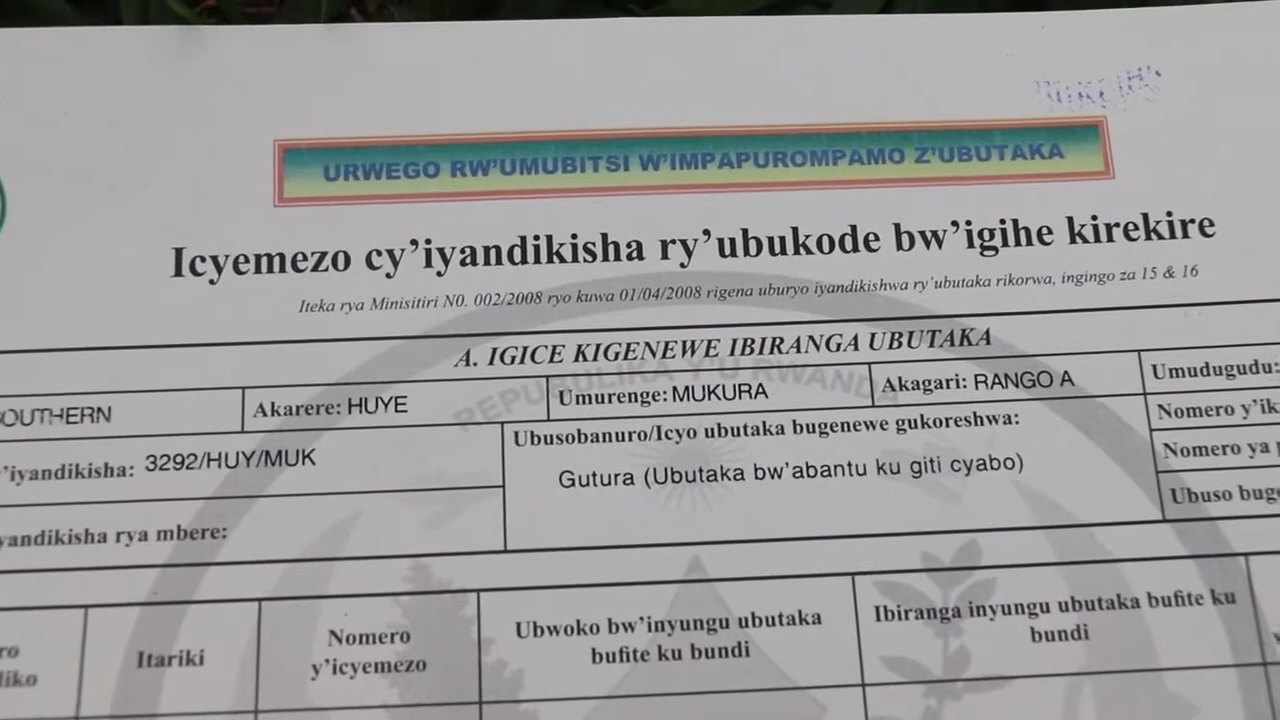 URWEGO RW'UMUBITSI W'IMPAPUROMPAMO Z'UBUTAKA
Icyemezo cy'iyandikisha ry'ubukode bw'igihe kirekire
Iteka rya Minisitiri N0. 002/2008 ryo kuwa 01/04/2008 rigena uburyo iyandikishwa ry'ubutaka rikorwa, ingingo za 15 & 16
A. IGICE KIGENEWE IBIRANGA UBUTAKA
REPUBULIKA Y'U RWANDA
OUTHERN
Akarere: HUYE
Umurenge: MUKURA
Akagari: RANGO A
Umudugudu:
'iyandikisha: 3292/HUY/MUK
Ubusobanuro/Icyo ubutaka bugenewe gukoreshwa:
Gutura (Ubutaka bw'abantu ku giti cyabo)
Nomero y'ik
Nomero ya
Ubuso buge
yandikisha rya mbere:
ro
liko
Itariki
Nomero
y'icyemezo
Ubwoko bw'inyungu ubutaka
bufite ku bundi
Ibiranga inyungu ubutaka bufite ku
bundi